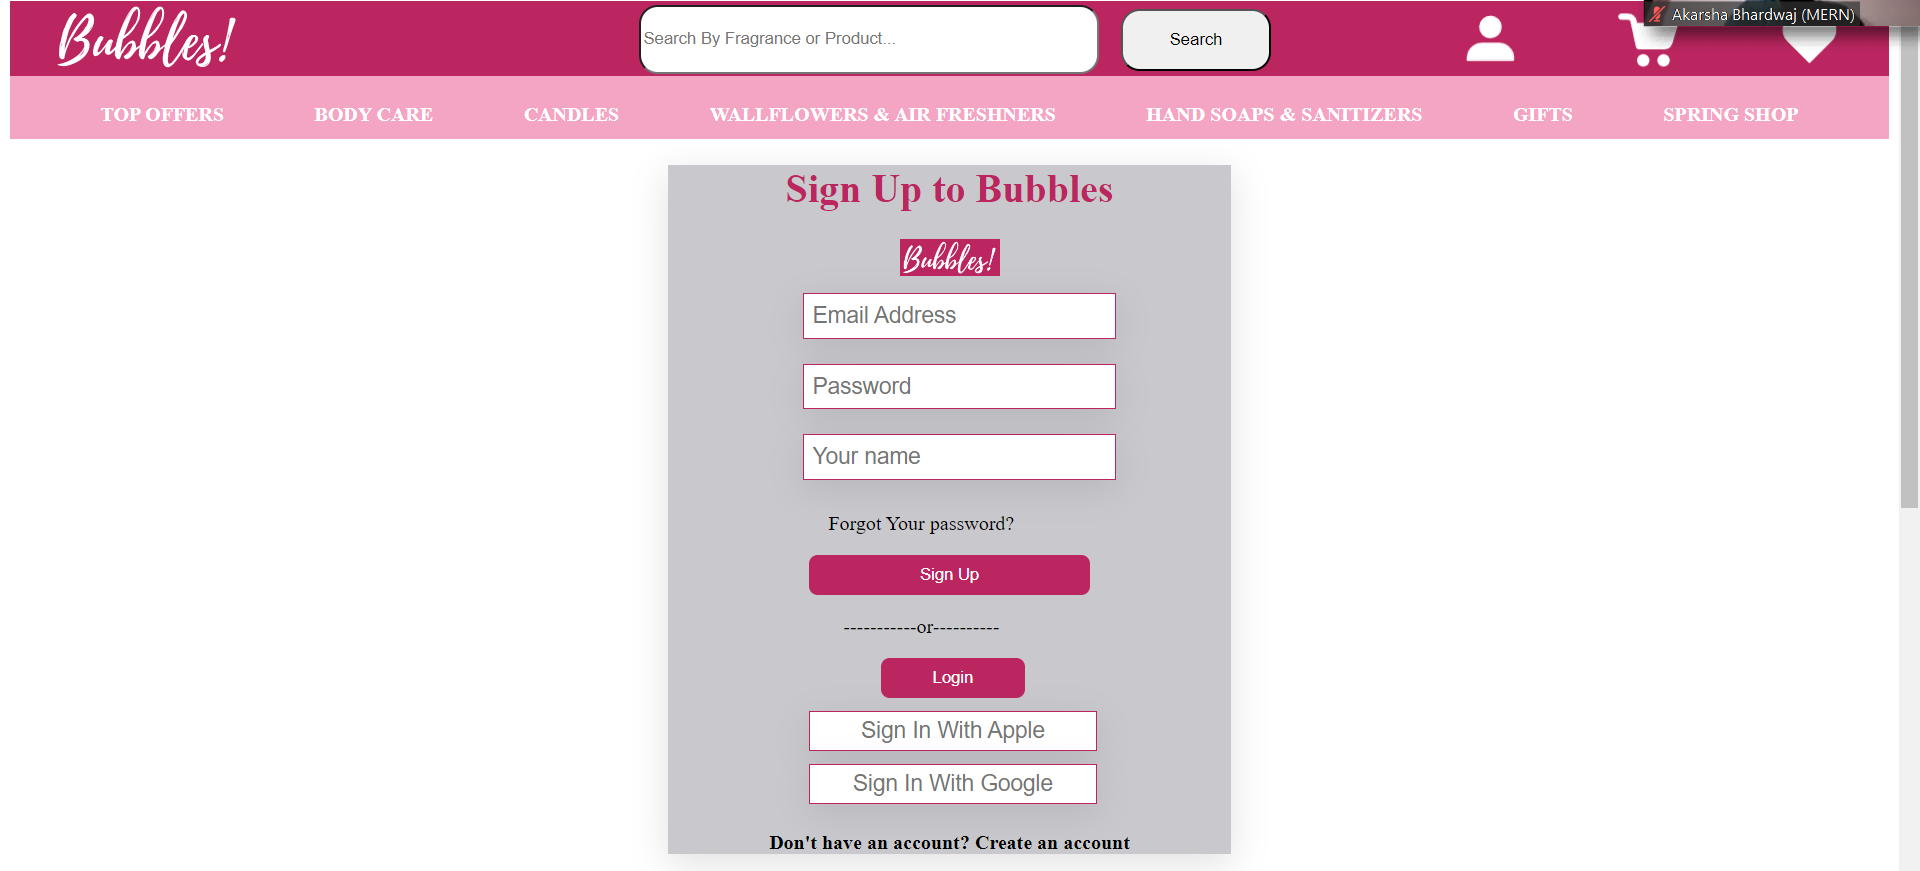 Akarsha Bhardwaj (MERN)
Bubbles!
Search By Fragrance or Product...
Search
TOP OFFERS BODY CARE CANDLES WALLFLOWERS & AIR FRESHNERS HAND SOAPS & SANITIZERS GIFTS SPRING SHOP
Sign Up to Bubbles
Bubbles!
Email Address
Password
Your name
Forgot Your password?
Sign Up
-----------or----------
Login
Sign In With Apple
Sign In With Google
Don't have an account? Create an account